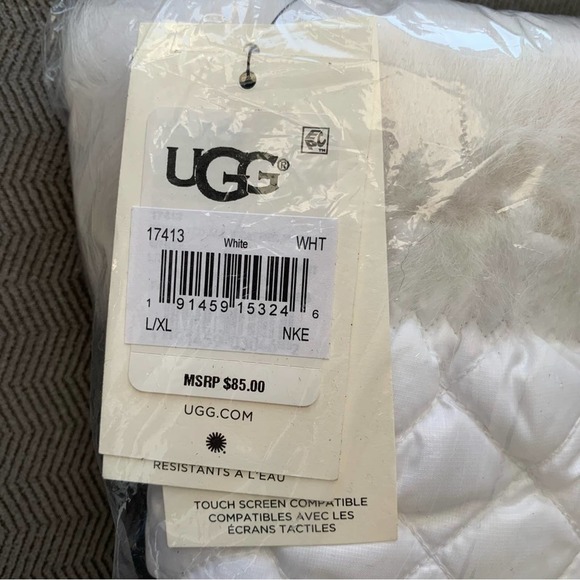 UGG®
17413 White WHT
1 91459 15324 6
L/XL NKE
MSRP $85.00
UGG.COM
RÉSISTANTS À L'EAU
TOUCH SCREEN COMPATIBLE
COMPATIBLES AVEC LES
ÉCRANS TACTILES